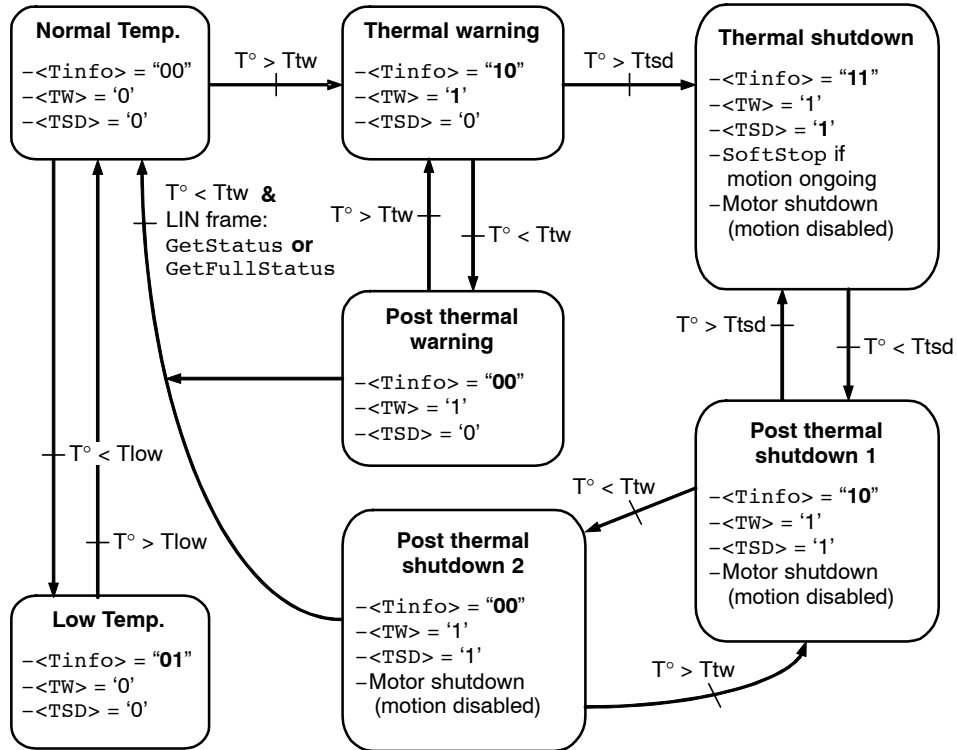 Normal Temp.
–<Tinfo> = “00”
–<TW> = ‘0’
–<TSD> = ‘0’
T° > Ttw
Thermal warning
–<Tinfo> = “10”
–<TW> = ‘1’
–<TSD> = ‘0’
T° > Ttsd
Thermal shutdown
–<Tinfo> = “11”
–<TW> = ‘1’
–<TSD> = ‘1’
–SoftStop if
motion ongoing
–Motor shutdown
(motion disabled)
T° < Ttw &
LIN frame:
GetStatus or
GetFullStatus
T° > Ttw
T° < Ttw
Post thermal
warning
–<Tinfo> = “00”
–<TW> = ‘1’
–<TSD> = ‘0’
T° > Ttsd
T° < Ttsd
Post thermal
shutdown 1
–<Tinfo> = “10”
–<TW> = ‘1’
–<TSD> = ‘1’
–Motor shutdown
(motion disabled)
T° < Tlow
T° > Tlow
T° < Ttw
Post thermal
shutdown 2
–<Tinfo> = “00”
–<TW> = ‘1’
–<TSD> = ‘1’
–Motor shutdown
(motion disabled)
T° > Ttw
Low Temp.
–<Tinfo> = “01”
–<TW> = ‘0’
–<TSD> = ‘0’